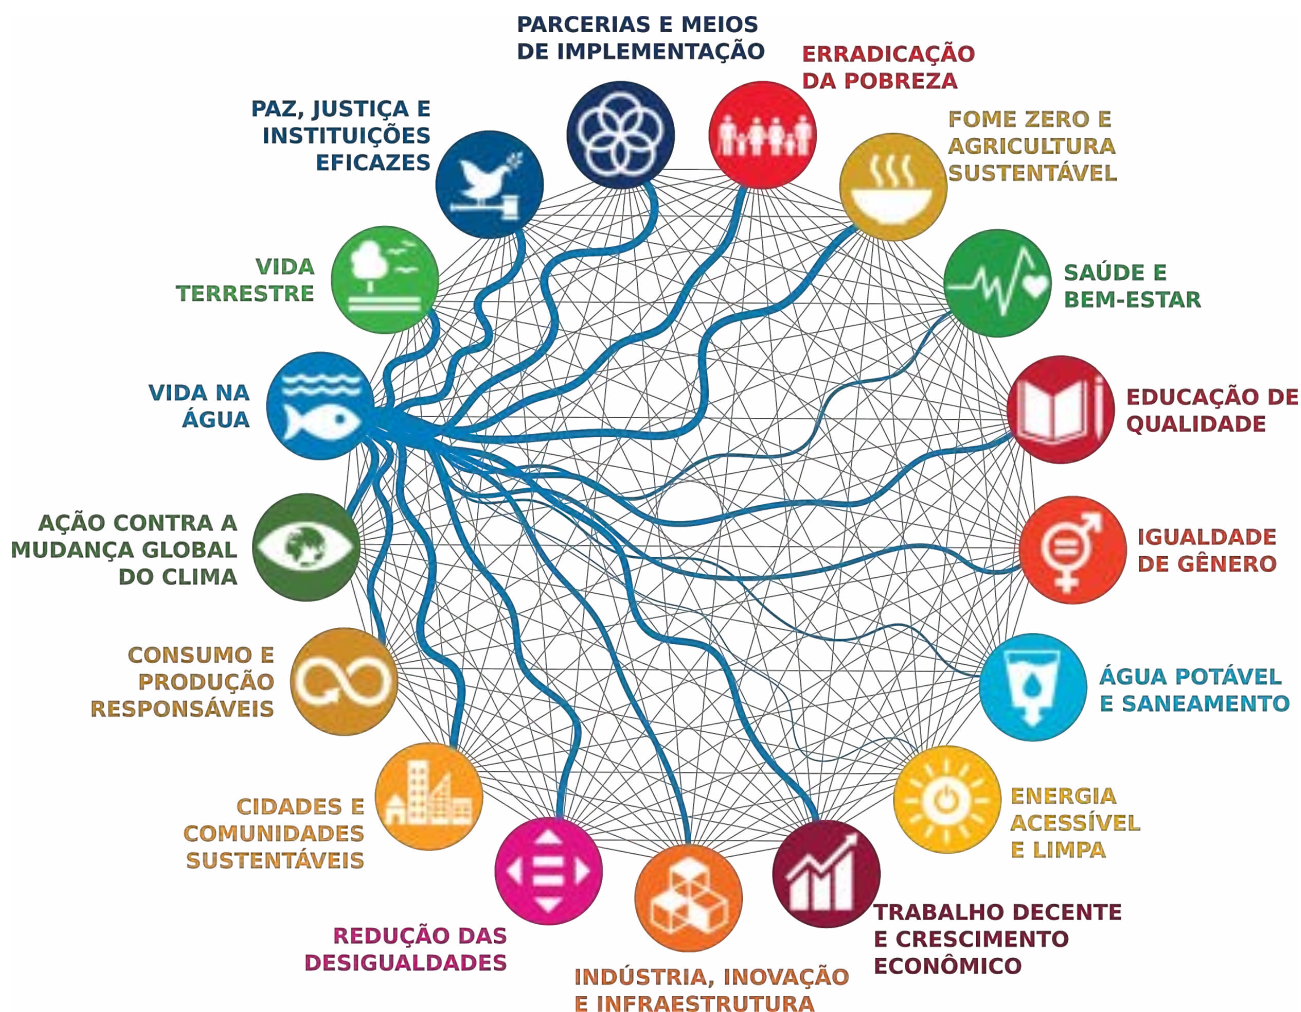 PARCERIAS E MEIOS
DE IMPLEMENTAÇÃO
ERRADICAÇÃO
DA POBREZA
FOME ZERO E
AGRICULTURA
SUSTENTÁVEL
SAÚDE E
BEM-ESTAR
EDUCAÇÃO DE
QUALIDADE
IGUALDADE
DE GÊNERO
ÁGUA POTÁVEL
E SANEAMENTO
ENERGIA
ACESSÍVEL
E LIMPA
TRABALHO DECENTE
E CRESCIMENTO
ECONÔMICO
INDÚSTRIA, INOVAÇÃO
E INFRAESTRUTURA
REDUÇÃO DAS
DESIGUALDADES
CIDADES E
COMUNIDADES
SUSTENTÁVEIS
CONSUMO E
PRODUÇÃO
RESPONSÁVEIS
AÇÃO CONTRA A
MUDANÇA GLOBAL
DO CLIMA
VIDA NA
ÁGUA
VIDA
TERRESTRE
PAZ, JUSTIÇA E
INSTITUIÇÕES
EFICAZES